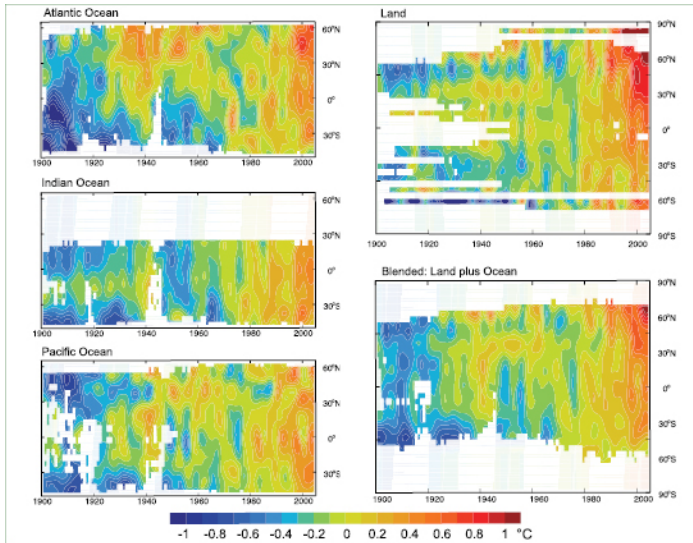 Atlantic Ocean
60°N
30°N
0°
30°S
1900 1920 1940 1960 1980 2000
Indian Ocean
60°N
30°N
0°
30°S
1900 1920 1940 1960 1980 2000
Pacific Ocean
60°N
30°N
0°
30°S
1900 1920 1940 1960 1980 2000
Land
90°N
60°N
30°N
0°
30°S
60°S
90°S
1900 1920 1940 1960 1980 2000
Blended: Land plus Ocean
90°N
60°N
30°N
0°
30°S
60°S
90°S
1900 1920 1940 1960 1980 2000
-1 -0.8 -0.6 -0.4 -0.2 0 0.2 0.4 0.6 0.8 1 °C